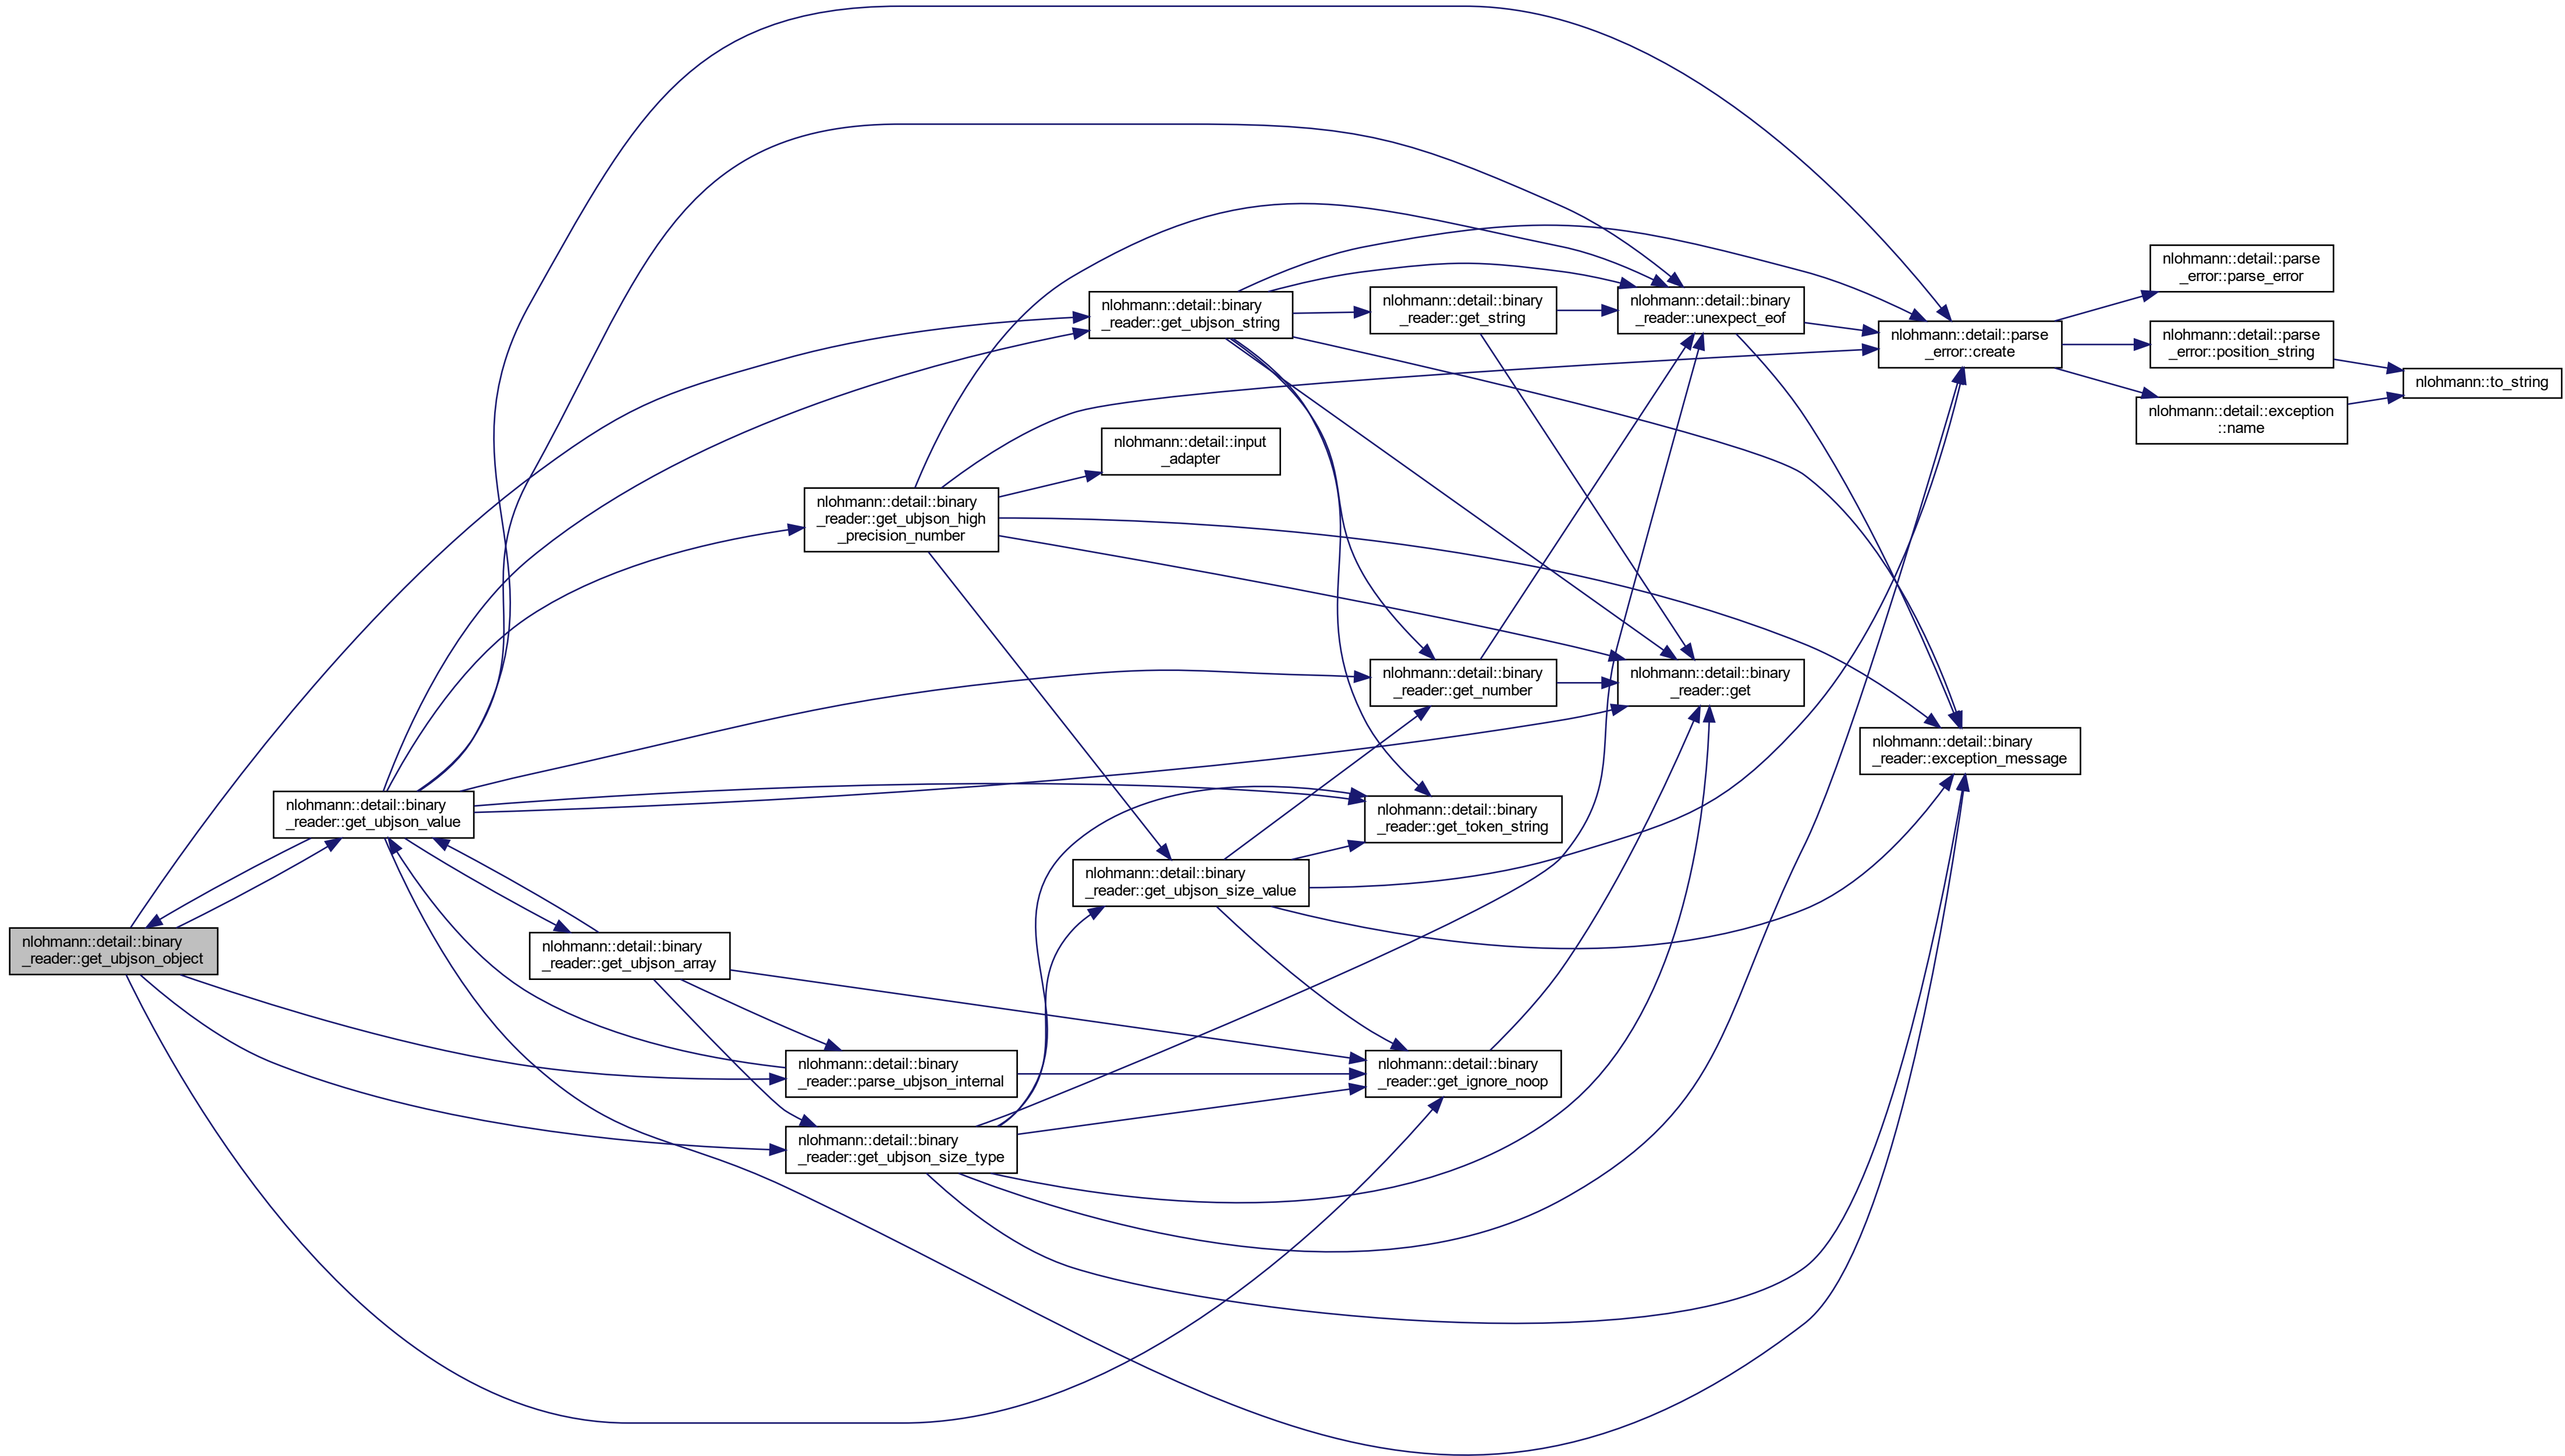 nlohmann::detail::binary
_reader::get_ubjson_object
nlohmann::detail::binary
_reader::get_ubjson_value
nlohmann::detail::binary
_reader::get_ubjson_array
nlohmann::detail::binary
_reader::get_ubjson_high
_precision_number
nlohmann::detail::binary
_reader::parse_ubjson_internal
nlohmann::detail::binary
_reader::get_ubjson_size_type
nlohmann::detail::binary
_reader::get_ubjson_string
nlohmann::detail::input
_adapter
nlohmann::detail::binary
_reader::get_ubjson_size_value
nlohmann::detail::binary
_reader::get_string
nlohmann::detail::binary
_reader::get_number
nlohmann::detail::binary
_reader::get_token_string
nlohmann::detail::binary
_reader::get_ignore_noop
nlohmann::detail::binary
_reader::unexpect_eof
nlohmann::detail::binary
_reader::get
nlohmann::detail::parse
_error::create
nlohmann::detail::binary
_reader::exception_message
nlohmann::detail::parse
_error::parse_error
nlohmann::detail::parse
_error::position_string
nlohmann::detail::exception
::name
nlohmann::to_string